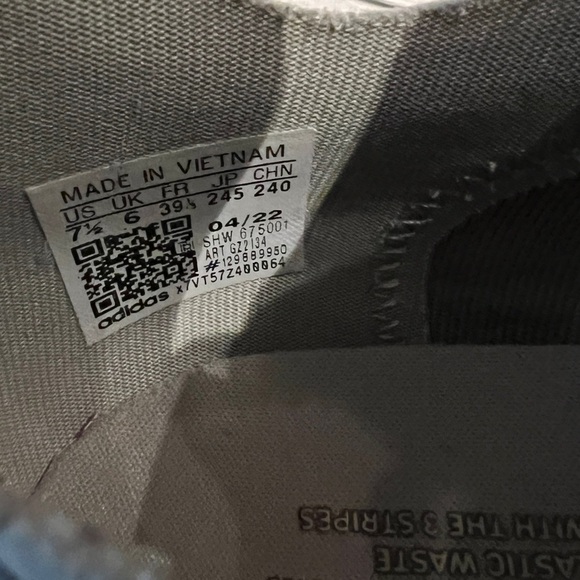 MADE IN VIETNAM
US UK FR JP CHN
7½ 6 39⅓ 245 240
04/22
SHW 675001
ART GZ2134
#129889950
x7VT57Z400064
adidas
WITH THE 3 STRIPES
ASTIC WASTE